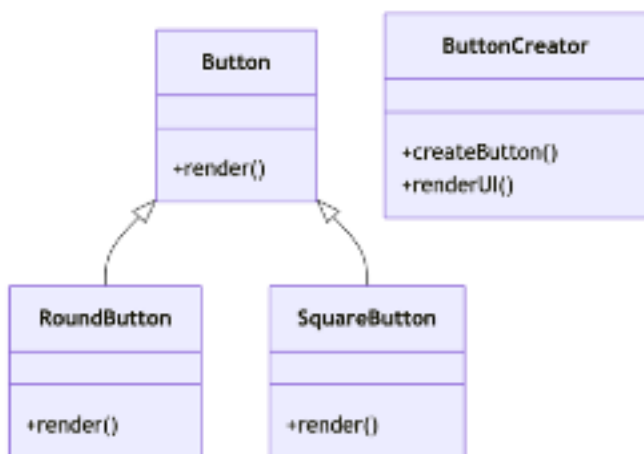 Button
+render()
ButtonCreator
+createButton()
+renderUI()
RoundButton
+render()
SquareButton
+render()